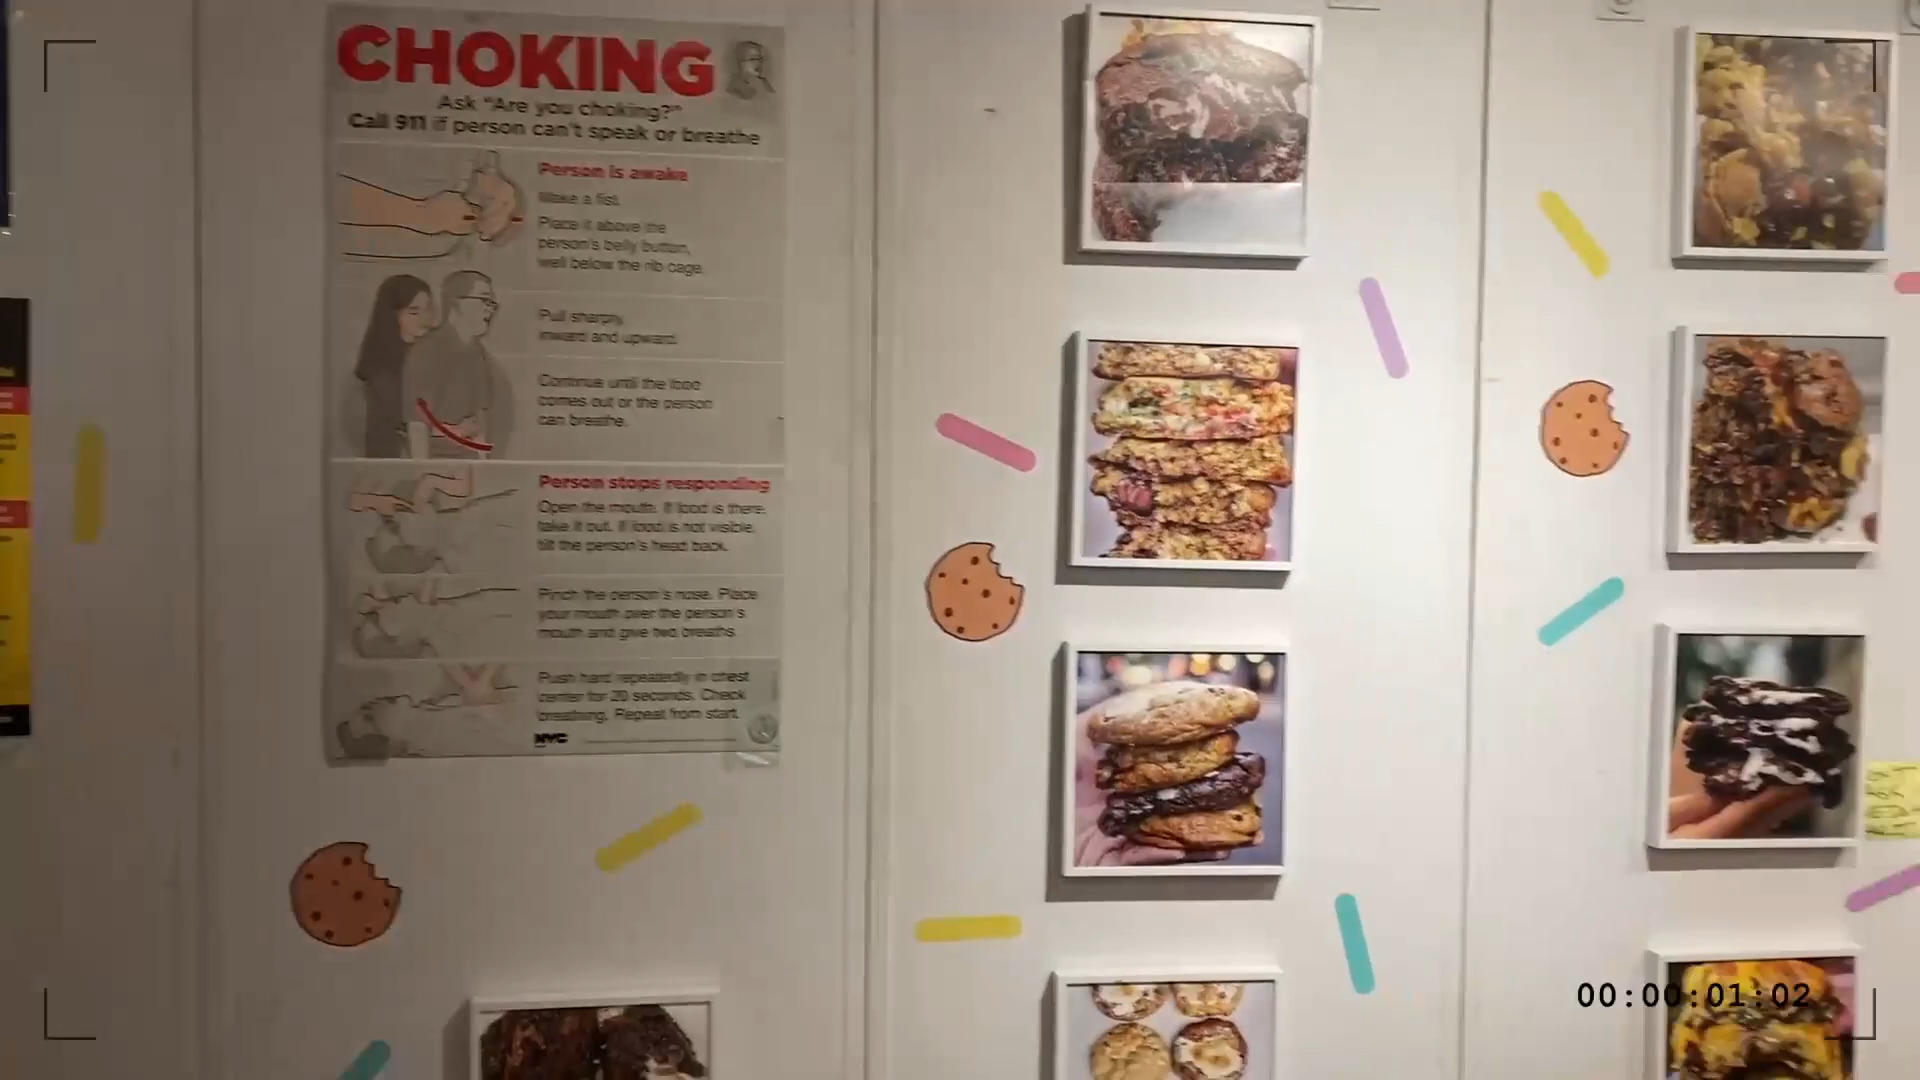 CHOKING
Ask "Are you choking?"
Call 911 if person can't speak or breathe
Person is awake
Make a fist.
Place it above the
person's belly button,
well below the rib cage.
Pull sharply
inward and upward.
Continue until the food
comes out or the person
can breathe.
Person stops responding
Open the mouth. If food is there,
take it out. If food is not visible,
tilt the person's head back.
Pinch the person's nose. Place
your mouth over the person's
mouth and give two breaths.
Push hard repeatedly in chest
center for 20 seconds. Check
breathing. Repeat from start.
NYC
00:00:01:02